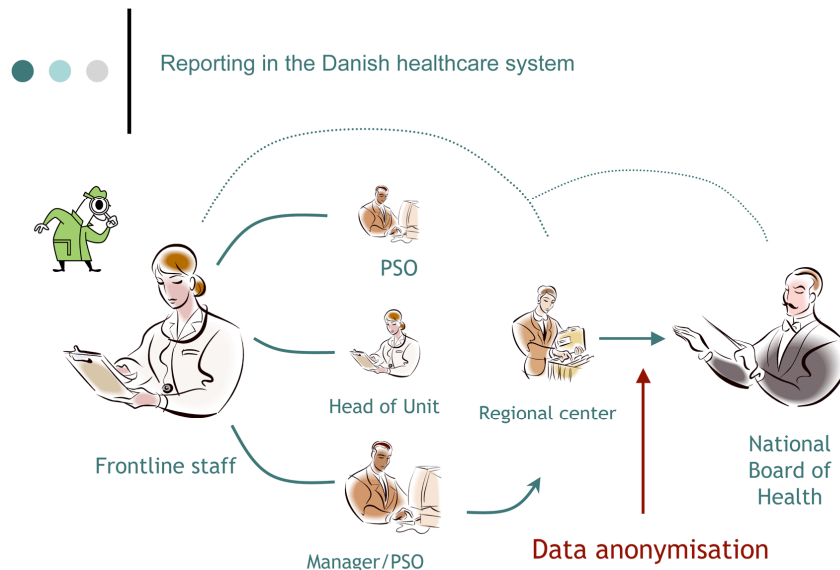 Reporting in the Danish healthcare system
PSO
Head of Unit
Regional center
Frontline staff
National
Board of
Health
Manager/PSO
Data anonymisation